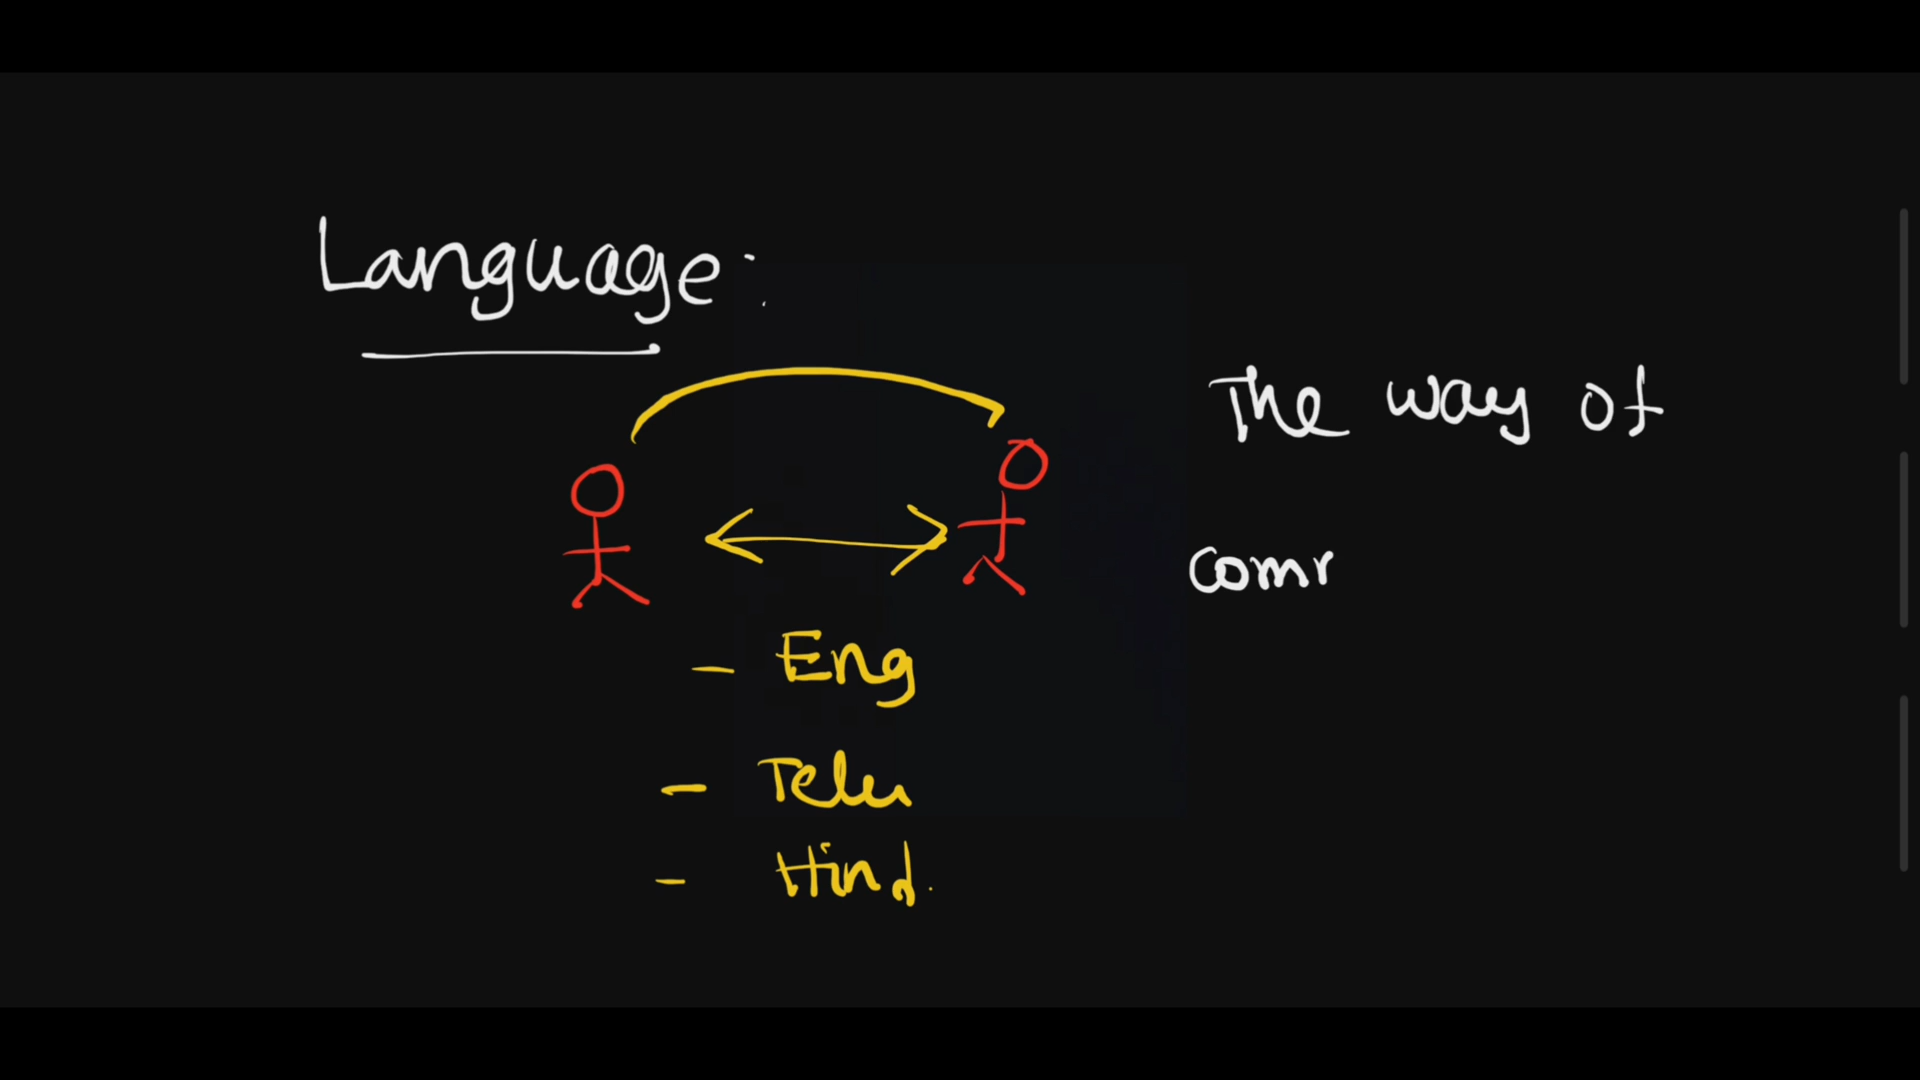 Language:
The way of
comr
- Eng
- Telu
- Hind.